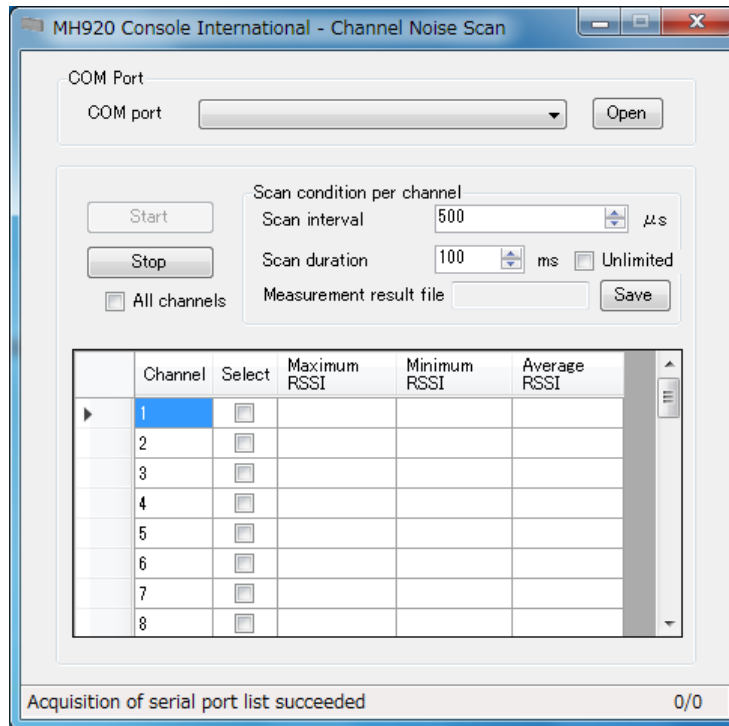 MH920 Console International - Channel Noise Scan
COM Port
COM port
Open
Scan condition per channel
Start
Scan interval 500 μs
Stop
Scan duration 100 ms Unlimited
All channels
Measurement result file Save
Channel Select Maximum RSSI Minimum RSSI Average RSSI
1
2
3
4
5
6
7
8
Acquisition of serial port list succeeded 0/0